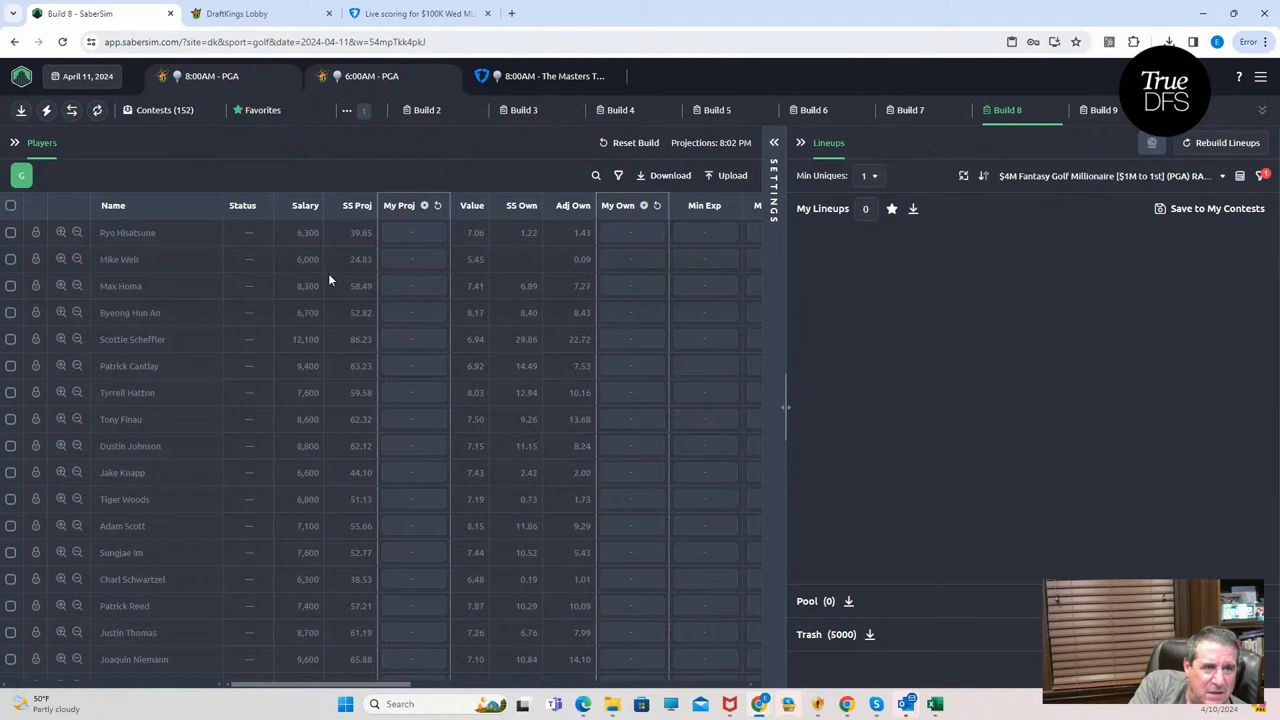 Build 8 - SaberSim
DraftKings Lobby
Live scoring for $100K Wed ML
app.sabersim.com/?site=dk&sport=golf&date=2024-04-11&w=54mpTkk4pkJ
Error
April 11, 2024
8:00AM - PGA
6:00AM - PGA
8:00AM - The Masters T...
?
True
DFS
Contests (152)
Favorites
... 1
Build 2
Build 3
Build 4
Build 5
Build 6
Build 7
Build 8
Build 9
Players
Reset Build
Projections: 8:02 PM
Lineups
Rebuild Lineups
G
Download
Upload
SETTINGS
Min Uniques: 1
$4M Fantasy Golf Millionaire [$1M to 1st] (PGA) RA...
1
My Lineups 0
Save to My Contests
Name Status Salary SS Proj My Proj Value SS Own Adj Own My Own Min Exp M
Ryo Hisatsune — 6,300 39.65 - 7.06 1.22 1.43 - -
Mike Weir — 6,000 24.83 - 5.45 0.09 - -
Max Homa — 8,300 58.49 - 7.41 6.89 7.27 - -
Byeong Hun An — 6,700 52.82 - 8.17 8.40 8.43 - -
Scottie Scheffler — 12,100 86.23 - 6.94 29.86 22.72 - -
Patrick Cantlay — 9,400 63.23 - 6.92 14.49 7.53 - -
Tyrrell Hatton — 7,600 59.58 - 8.03 12.94 10.16 - -
Tony Finau — 8,600 62.32 - 7.50 9.26 13.68 - -
Dustin Johnson — 8,800 62.12 - 7.15 11.15 8.24 - -
Jake Knapp — 6,600 44.10 - 7.43 2.42 2.00 - -
Tiger Woods — 6,800 51.13 - 7.19 0.73 1.73 - -
Adam Scott — 7,100 55.66 - 8.15 11.86 9.29 - -
Sungjae Im — 7,600 52.77 - 7.44 10.52 5.43 - -
Charl Schwartzel — 6,300 38.53 - 6.48 0.19 1.01 - -
Patrick Reed — 7,400 57.21 - 7.87 10.29 10.09 - -
Justin Thomas — 8,700 61.19 - 7.26 6.76 7.99 - -
Joaquin Niemann — 9,600 65.88 - 7.10 10.84 14.10 - -
Pool (0)
Trash (5000)
50°F
Partly cloudy
Search
4/10/2024